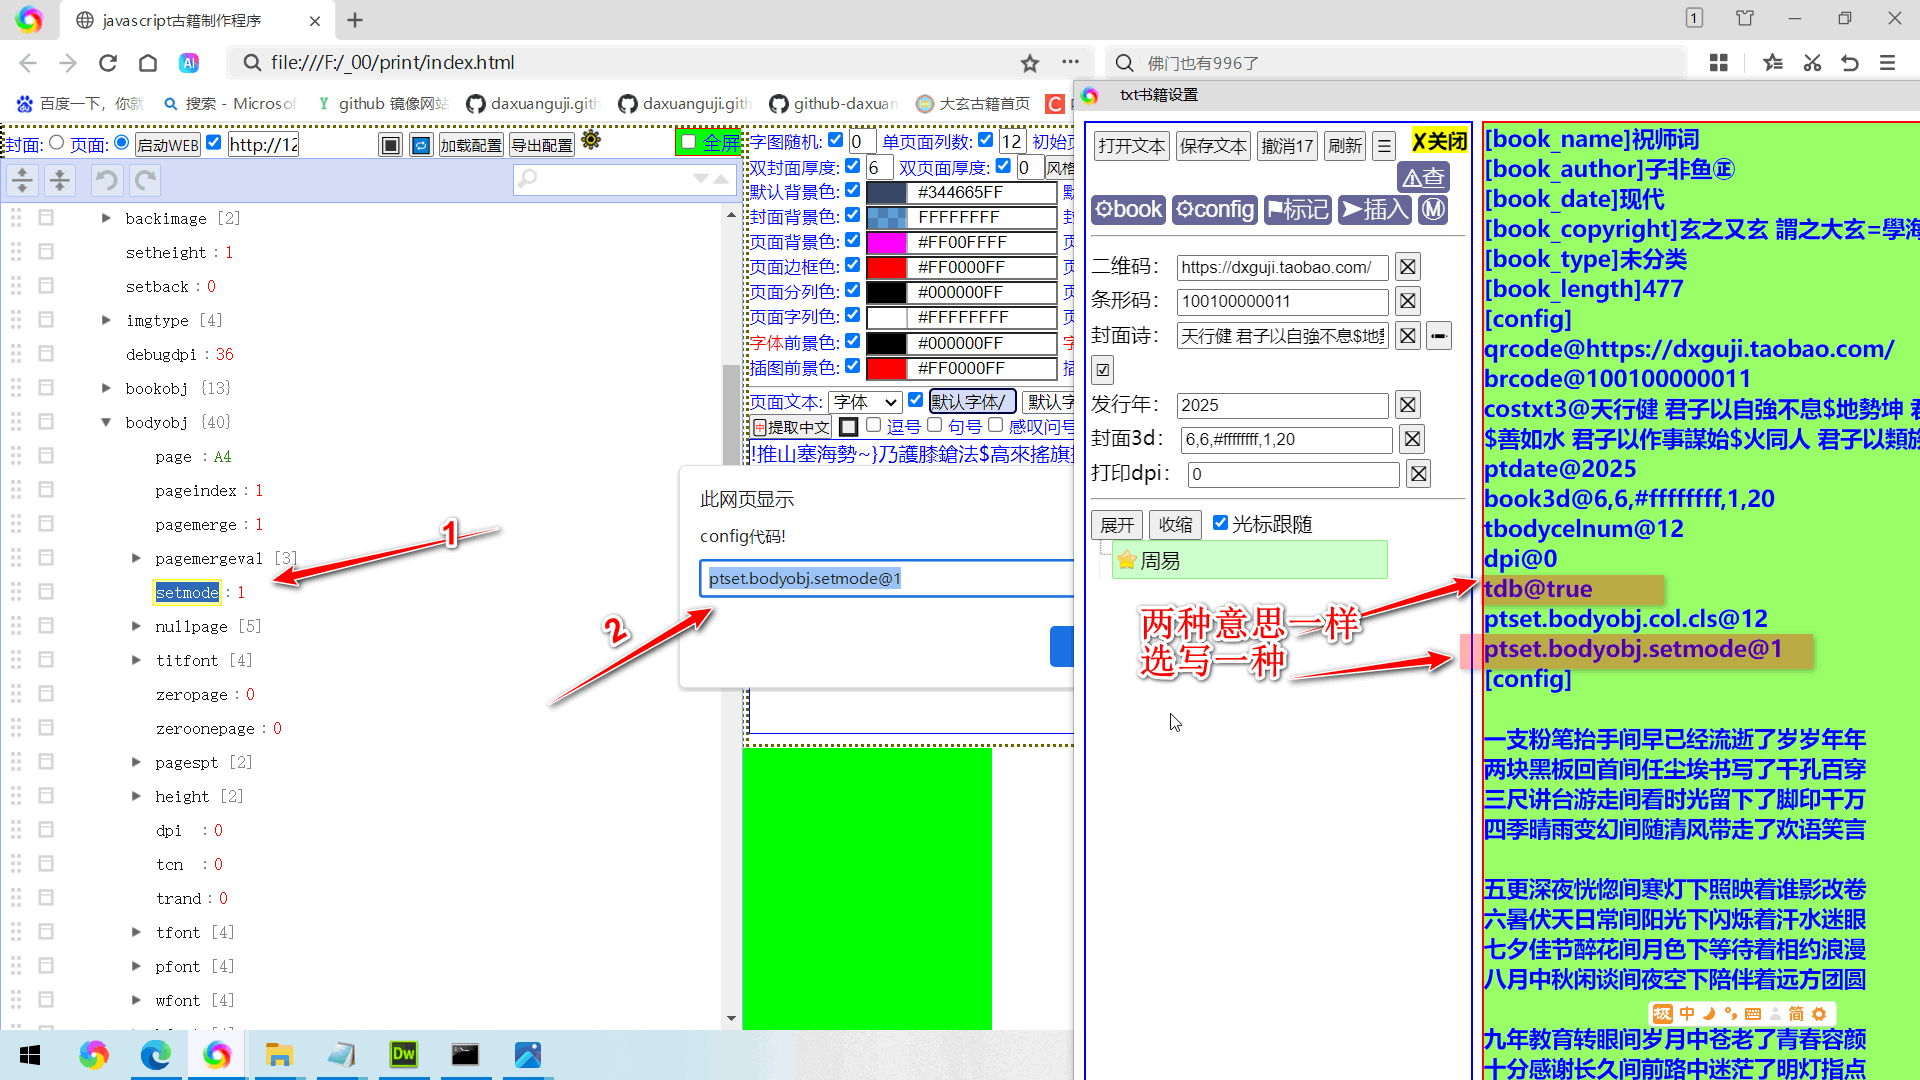 javascript古籍制作程序
1
file:///F:/_00/print/index.html
佛门也有996了
百度一下，你就
搜索 - Microsof
github 镜像网站
daxuanguji.gith
daxuanguji.gith
github-daxuan
大玄古籍首页
txt书籍设置
封面: 页面: 启动WEB http://12 加载配置 导出配置 全屏
backimage [2]
setheight : 1
setback : 0
imgtype [4]
debugdpi : 36
bookobj {13}
bodyobj {40}
page : A4
pageindex : 1
pagemerge : 1
pagemergeval [3]
setmode : 1
nullpage [5]
titfont [4]
zeropage : 0
zeroonepage : 0
pagespt [2]
height [2]
dpi : 0
tcn : 0
trand : 0
tfont [4]
pfont [4]
wfont [4]
1
2
字图随机: 0 单页面列数: 12 初始页
双封面厚度: 6 双页面厚度: 0 风格
默认背景色: #344665FF
封面背景色: FFFFFFFF
页面背景色: #FF00FFFF
页面边框色: #FF0000FF
页面分列色: #000000FF
页面字列色: #FFFFFFFF
字体前景色: #000000FF
插图前景色: #FF0000FF
页面文本: 字体 默认字体/ 默认字
提取中文 逗号 句号 感叹问号
!推山塞海勢~}乃護膝鎗法$高來搖旗
此网页显示
config代码!
ptset.bodyobj.setmode@1
打开文本 保存文本 撤消17 刷新 ☰ ✗关闭
⚠查
⚙book ⚙config 标记 ➤插入 Ⓜ
二维码: https://dxguji.taobao.com/
条形码: 100100000011
封面诗: 天行健 君子以自強不息$地勢
发行年: 2025
封面3d: 6,6,#ffffffff,1,20
打印dpi: 0
展开 收缩 光标跟随
周易
两种意思一样
选写一种
[book_name]祝师词
[book_author]子非鱼㊣
[book_date]现代
[book_copyright]玄之又玄 謂之大玄=學海
[book_type]未分类
[book_length]477
[config]
qrcode@https://dxguji.taobao.com/
brcode@100100000011
costxt3@天行健 君子以自強不息$地勢坤 君
$善如水 君子以作事謀始$火同人 君子以類族
ptdate@2025
book3d@6,6,#ffffffff,1,20
tbodycelnum@12
dpi@0
tdb@true
ptset.bodyobj.col.cls@12
ptset.bodyobj.setmode@1
[config]
一支粉笔抬手间早已经流逝了岁岁年年
两块黑板回首间任尘埃书写了千孔百穿
三尺讲台游走间看时光留下了脚印千万
四季晴雨变幻间随清风带走了欢语笑言
五更深夜恍惚间寒灯下照映着谁影改卷
六暑伏天日常间阳光下闪烁着汗水迷眼
七夕佳节醉花间月色下等待着相约浪漫
八月中秋闲谈间夜空下陪伴着远方团圆
九年教育转眼间岁月中苍老了青春容颜
十分感谢长久间前路中迷茫了明灯指点
极 中 简
Dw